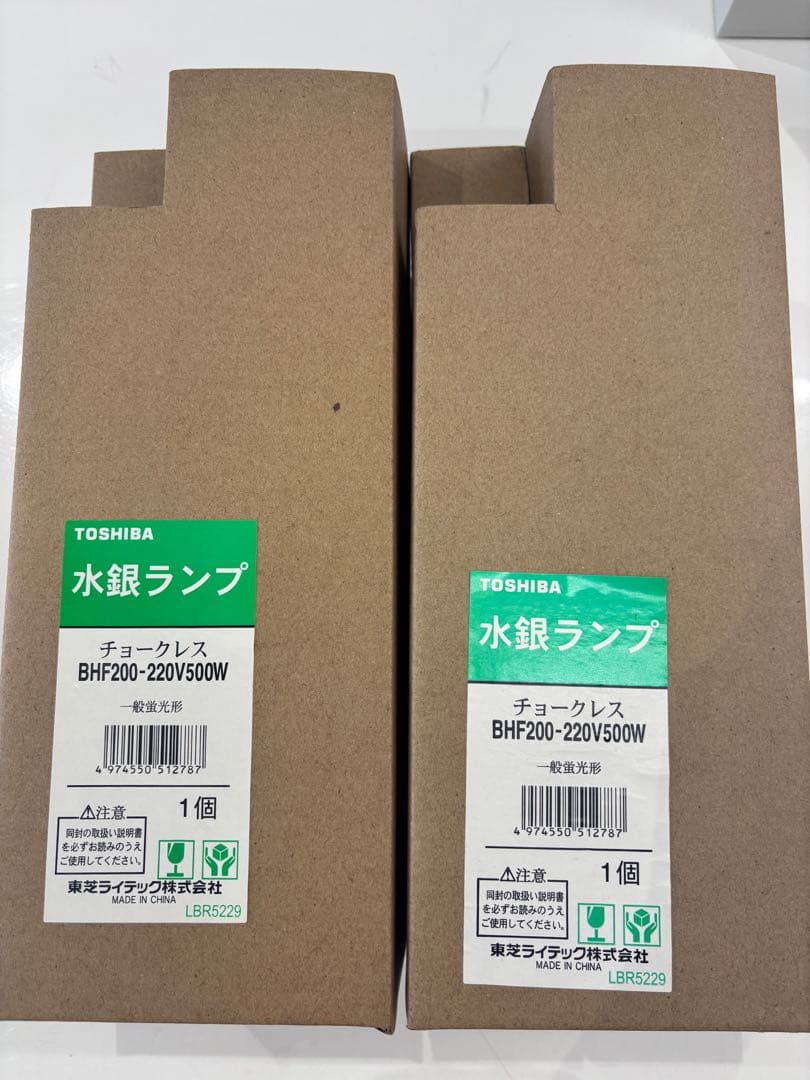 TOSHIBA
水銀ランプ
チョークレス
BHF200-220V500W
一般蛍光形
4 974550 512787
⚠注意
1個
同封の取扱い説明書
を必ずお読みのうえ
ご使用してください。
東芝ライテック株式会社
MADE IN CHINA
LBR5229
TOSHIBA
水銀ランプ
チョークレス
BHF200-220V500W
一般蛍光形
4 974550 512787
⚠注意
1個
同封の取扱い説明書
を必ずお読みのうえ
ご使用してください。
東芝ライテック株式会社
MADE IN CHINA
LBR5229